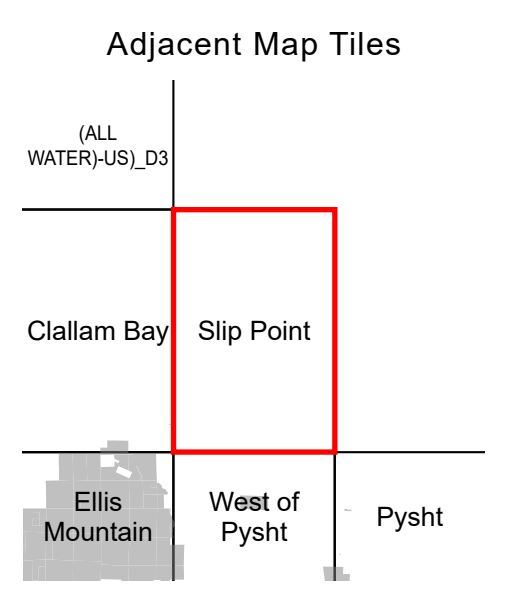 Adjacent Map Tiles
(ALL
WATER)-US)_D3
Clallam Bay
Slip Point
Ellis
Mountain
West of
Pysht
Pysht